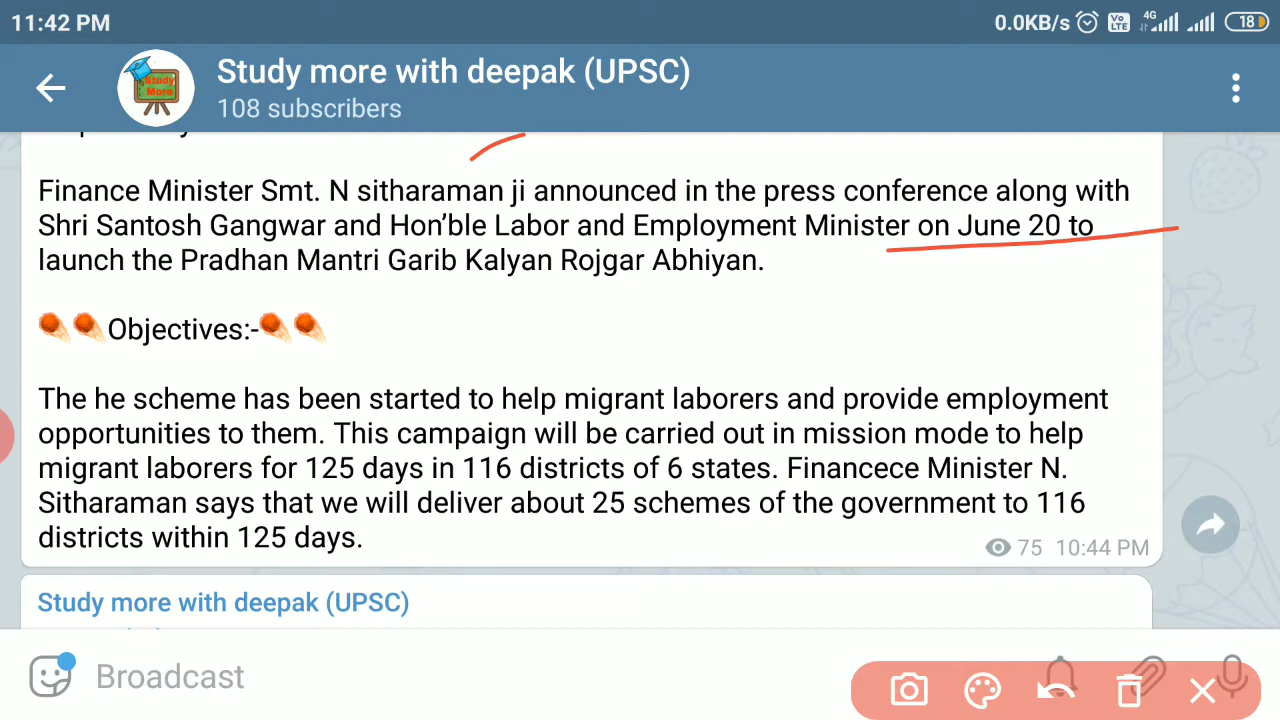 11:42 PM 0.0KB/s Vo LTE 4G 18
Study more with deepak (UPSC)
Study More
108 subscribers
Finance Minister Smt. N sitharaman ji announced in the press conference along with
Shri Santosh Gangwar and Hon’ble Labor and Employment Minister on June 20 to
launch the Pradhan Mantri Garib Kalyan Rojgar Abhiyan.
Objectives:-
The he scheme has been started to help migrant laborers and provide employment
opportunities to them. This campaign will be carried out in mission mode to help
migrant laborers for 125 days in 116 districts of 6 states. Financece Minister N.
Sitharaman says that we will deliver about 25 schemes of the government to 116
districts within 125 days.
75 10:44 PM
Study more with deepak (UPSC)
Broadcast